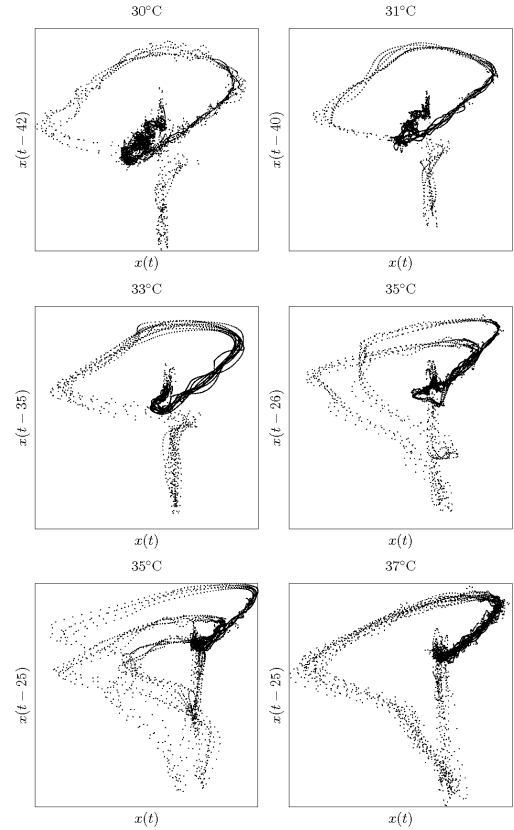 30°C
31°C
x(t − 42)
x(t − 40)
x(t)
x(t)
33°C
35°C
x(t − 35)
x(t − 26)
x(t)
x(t)
35°C
37°C
x(t − 25)
x(t − 25)
x(t)
x(t)